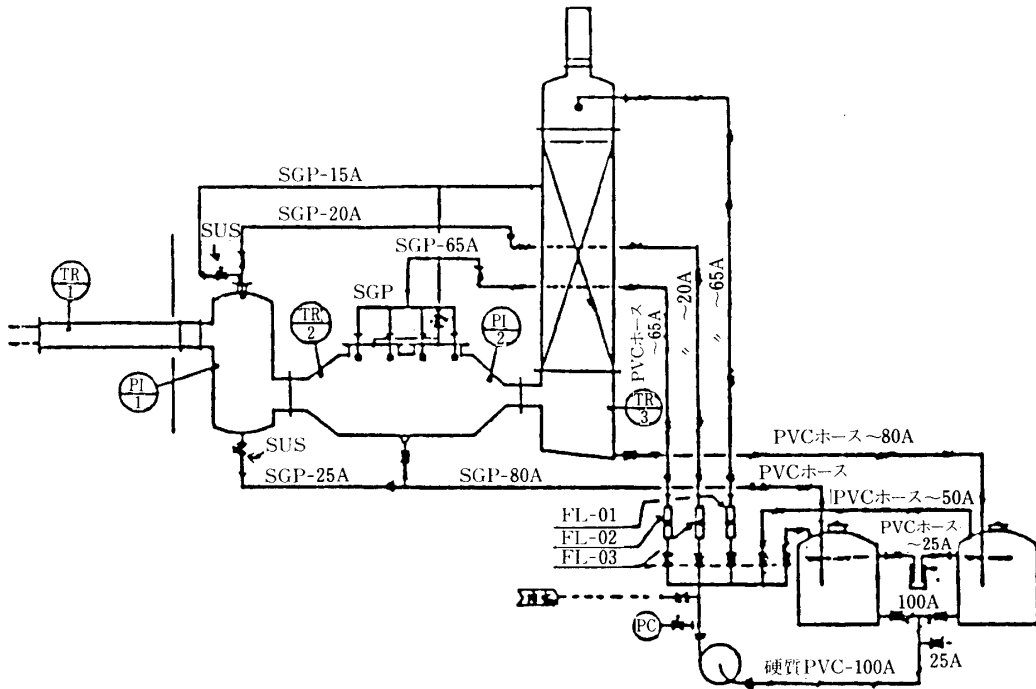 SGP-15A
SGP-20A
SUS
SGP-65A
SGP
TR
1
TR
2
PI
2
PI
1
TR
3
PVCホース
~65A
〃 ~20A
〃 ~65A
SUS
SGP-25A
SGP-80A
PVCホース~80A
PVCホース
PVCホース~50A
PVCホース
~25A
FL-01
FL-02
FL-03
100A
PC
25A
硬質PVC-100A